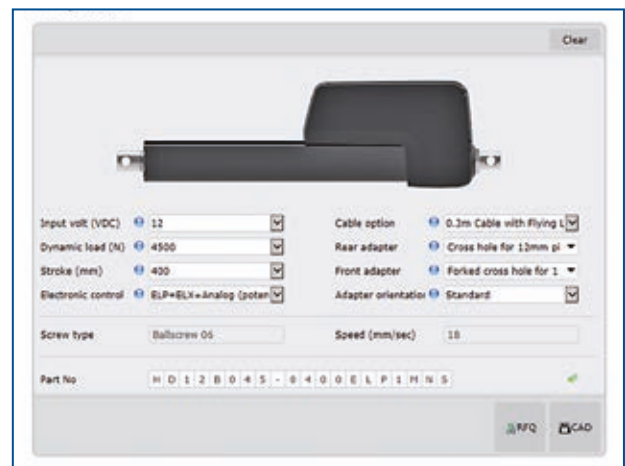 Clear
Input volt (VDC) 12 Cable option 0.3m Cable with Flying L
Dynamic load (N) 4500 Rear adapter Cross hole for 12mm pi
Stroke (mm) 400 Front adapter Forked cross hole for 1
Electronic control ELP+ELX+Analog (poten Adapter orientatio Standard
Screw type Ballscrew 06 Speed (mm/sec) 18
Part No H D 1 2 B 0 4 5 - 0 4 0 0 E L P 1 M N S
RFQ CAD